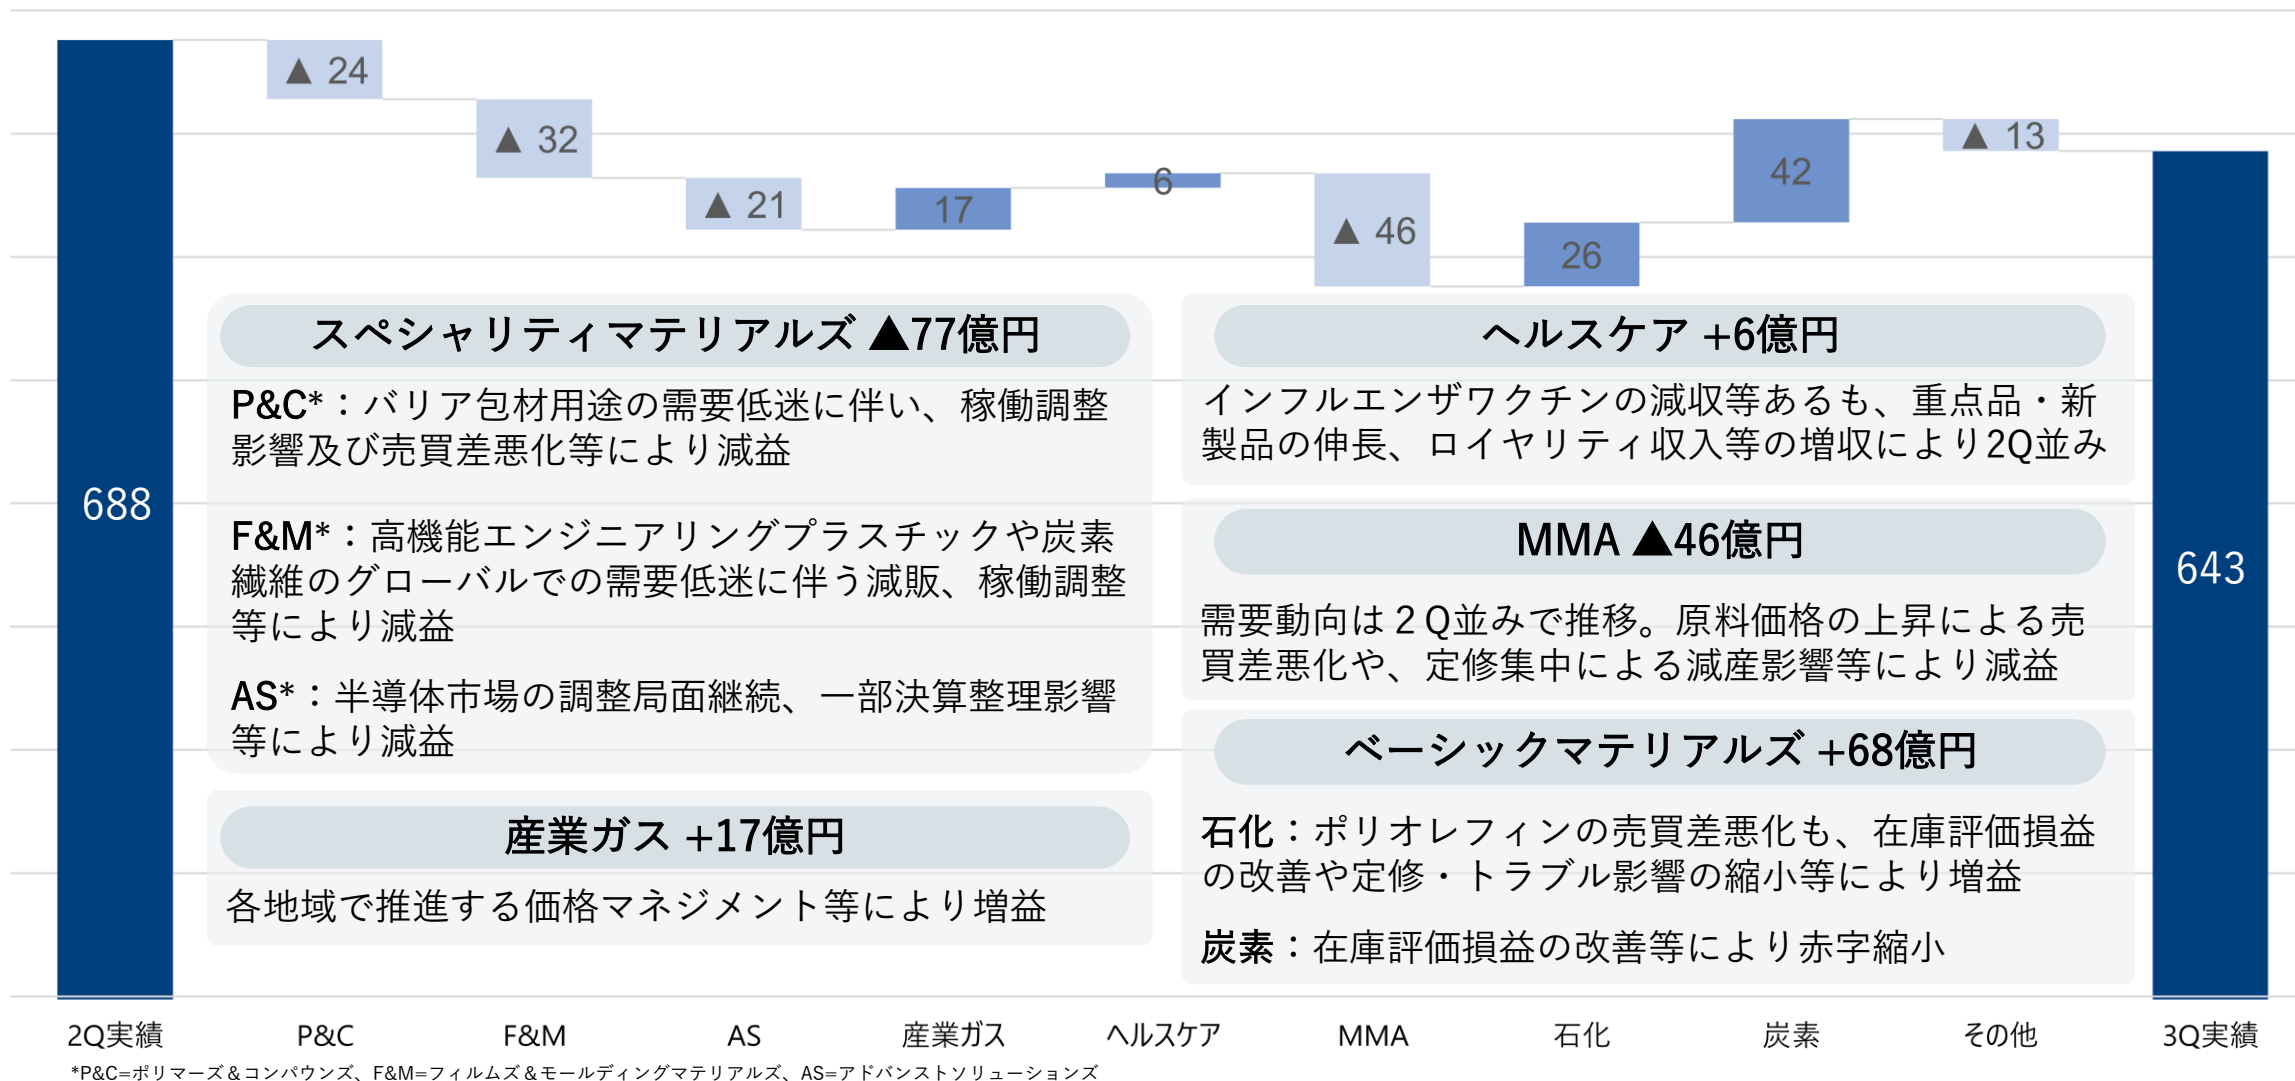 ▲ 24
▲ 32
▲ 21
17
6
▲ 46
26
42
▲ 13
688
643
スペシャリティマテリアルズ ▲77億円
P&C*：バリア包材用途の需要低迷に伴い、稼働調整
影響及び売買差悪化等により減益
F&M*：高機能エンジニアリングプラスチックや炭素
繊維のグローバルでの需要低迷に伴う減販、稼働調整
等により減益
AS*：半導体市場の調整局面継続、一部決算整理影響
等により減益
産業ガス +17億円
各地域で推進する価格マネジメント等により増益
ヘルスケア +6億円
インフルエンザワクチンの減収等あるも、重点品・新
製品の伸長、ロイヤリティ収入等の増収により2Q並み
MMA ▲46億円
需要動向は２Q並みで推移。原料価格の上昇による売
買差悪化や、定修集中による減産影響等により減益
ベーシックマテリアルズ +68億円
石化：ポリオレフィンの売買差悪化も、在庫評価損益
の改善や定修・トラブル影響の縮小等により増益
炭素：在庫評価損益の改善等により赤字縮小
2Q実績
P&C
F&M
AS
産業ガス
ヘルスケア
MMA
石化
炭素
その他
3Q実績
*P&C=ポリマーズ＆コンパウンズ、F&M=フィルムズ＆モールディングマテリアルズ、AS=アドバンストソリューションズ